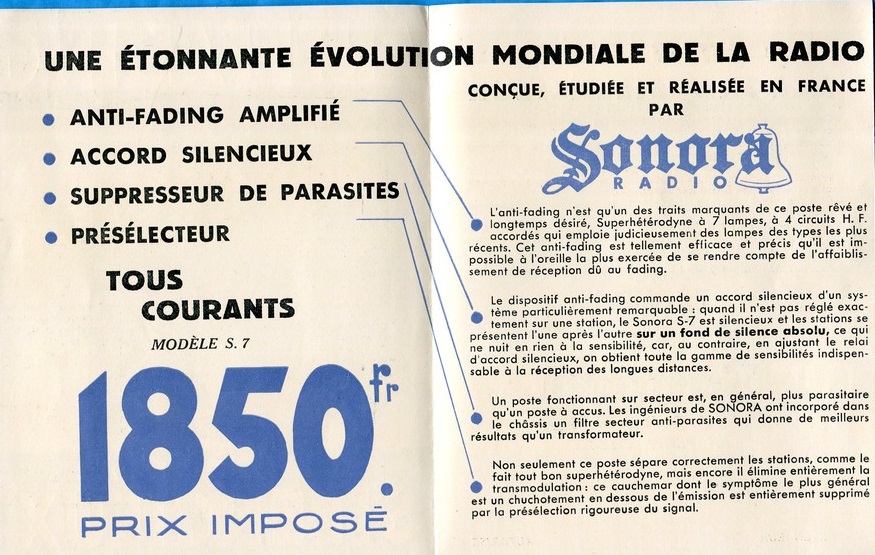 UNE ÉTONNANTE ÉVOLUTION MONDIALE DE LA RADIO
CONÇUE, ÉTUDIÉE ET RÉALISÉE EN FRANCE
PAR
Sonora
RADIO
ANTI-FADING AMPLIFIÉ
ACCORD SILENCIEUX
SUPPRESSEUR DE PARASITES
PRÉSÉLECTEUR
TOUS
COURANTS
MODÈLE S. 7
1850. fr
PRIX IMPOSÉ
L'anti-fading n'est qu'un des traits marquants de ce poste rêvé et
longtemps désiré, Superhétérodyne à 7 lampes, à 4 circuits H. F.
accordés qui emploie judicieusement des lampes des types les plus
récents. Cet anti-fading est tellement efficace et précis qu'il est im-
possible à l'oreille la plus exercée de se rendre compte de l'affaiblis-
sement de réception dû au fading.
Le dispositif anti-fading commande un accord silencieux d'un sys-
tème particulièrement remarquable : quand il n'est pas réglé exac-
tement sur une station, le Sonora S-7 est silencieux et les stations se
présentent l'une après l'autre sur un fond de silence absolu, ce qui
ne nuit en rien à la sensibilité, car, au contraire, en ajustant le relai
d'accord silencieux, on obtient toute la gamme de sensibilités indispen-
sable à la réception des longues distances.
Un poste fonctionnant sur secteur est, en général, plus parasitaire
qu'un poste à accus. Les ingénieurs de SONORA ont incorporé dans
le châssis un filtre secteur anti-parasites qui donne de meilleurs
résultats qu'un transformateur.
Non seulement ce poste sépare correctement les stations, comme le
fait tout bon superhétérodyne, mais encore il élimine entièrement la
transmodulation : ce cauchemar dont le symptôme le plus général
est un chuchotement en dessous de l'émission est entièrement supprimé
par la présélection rigoureuse du signal.